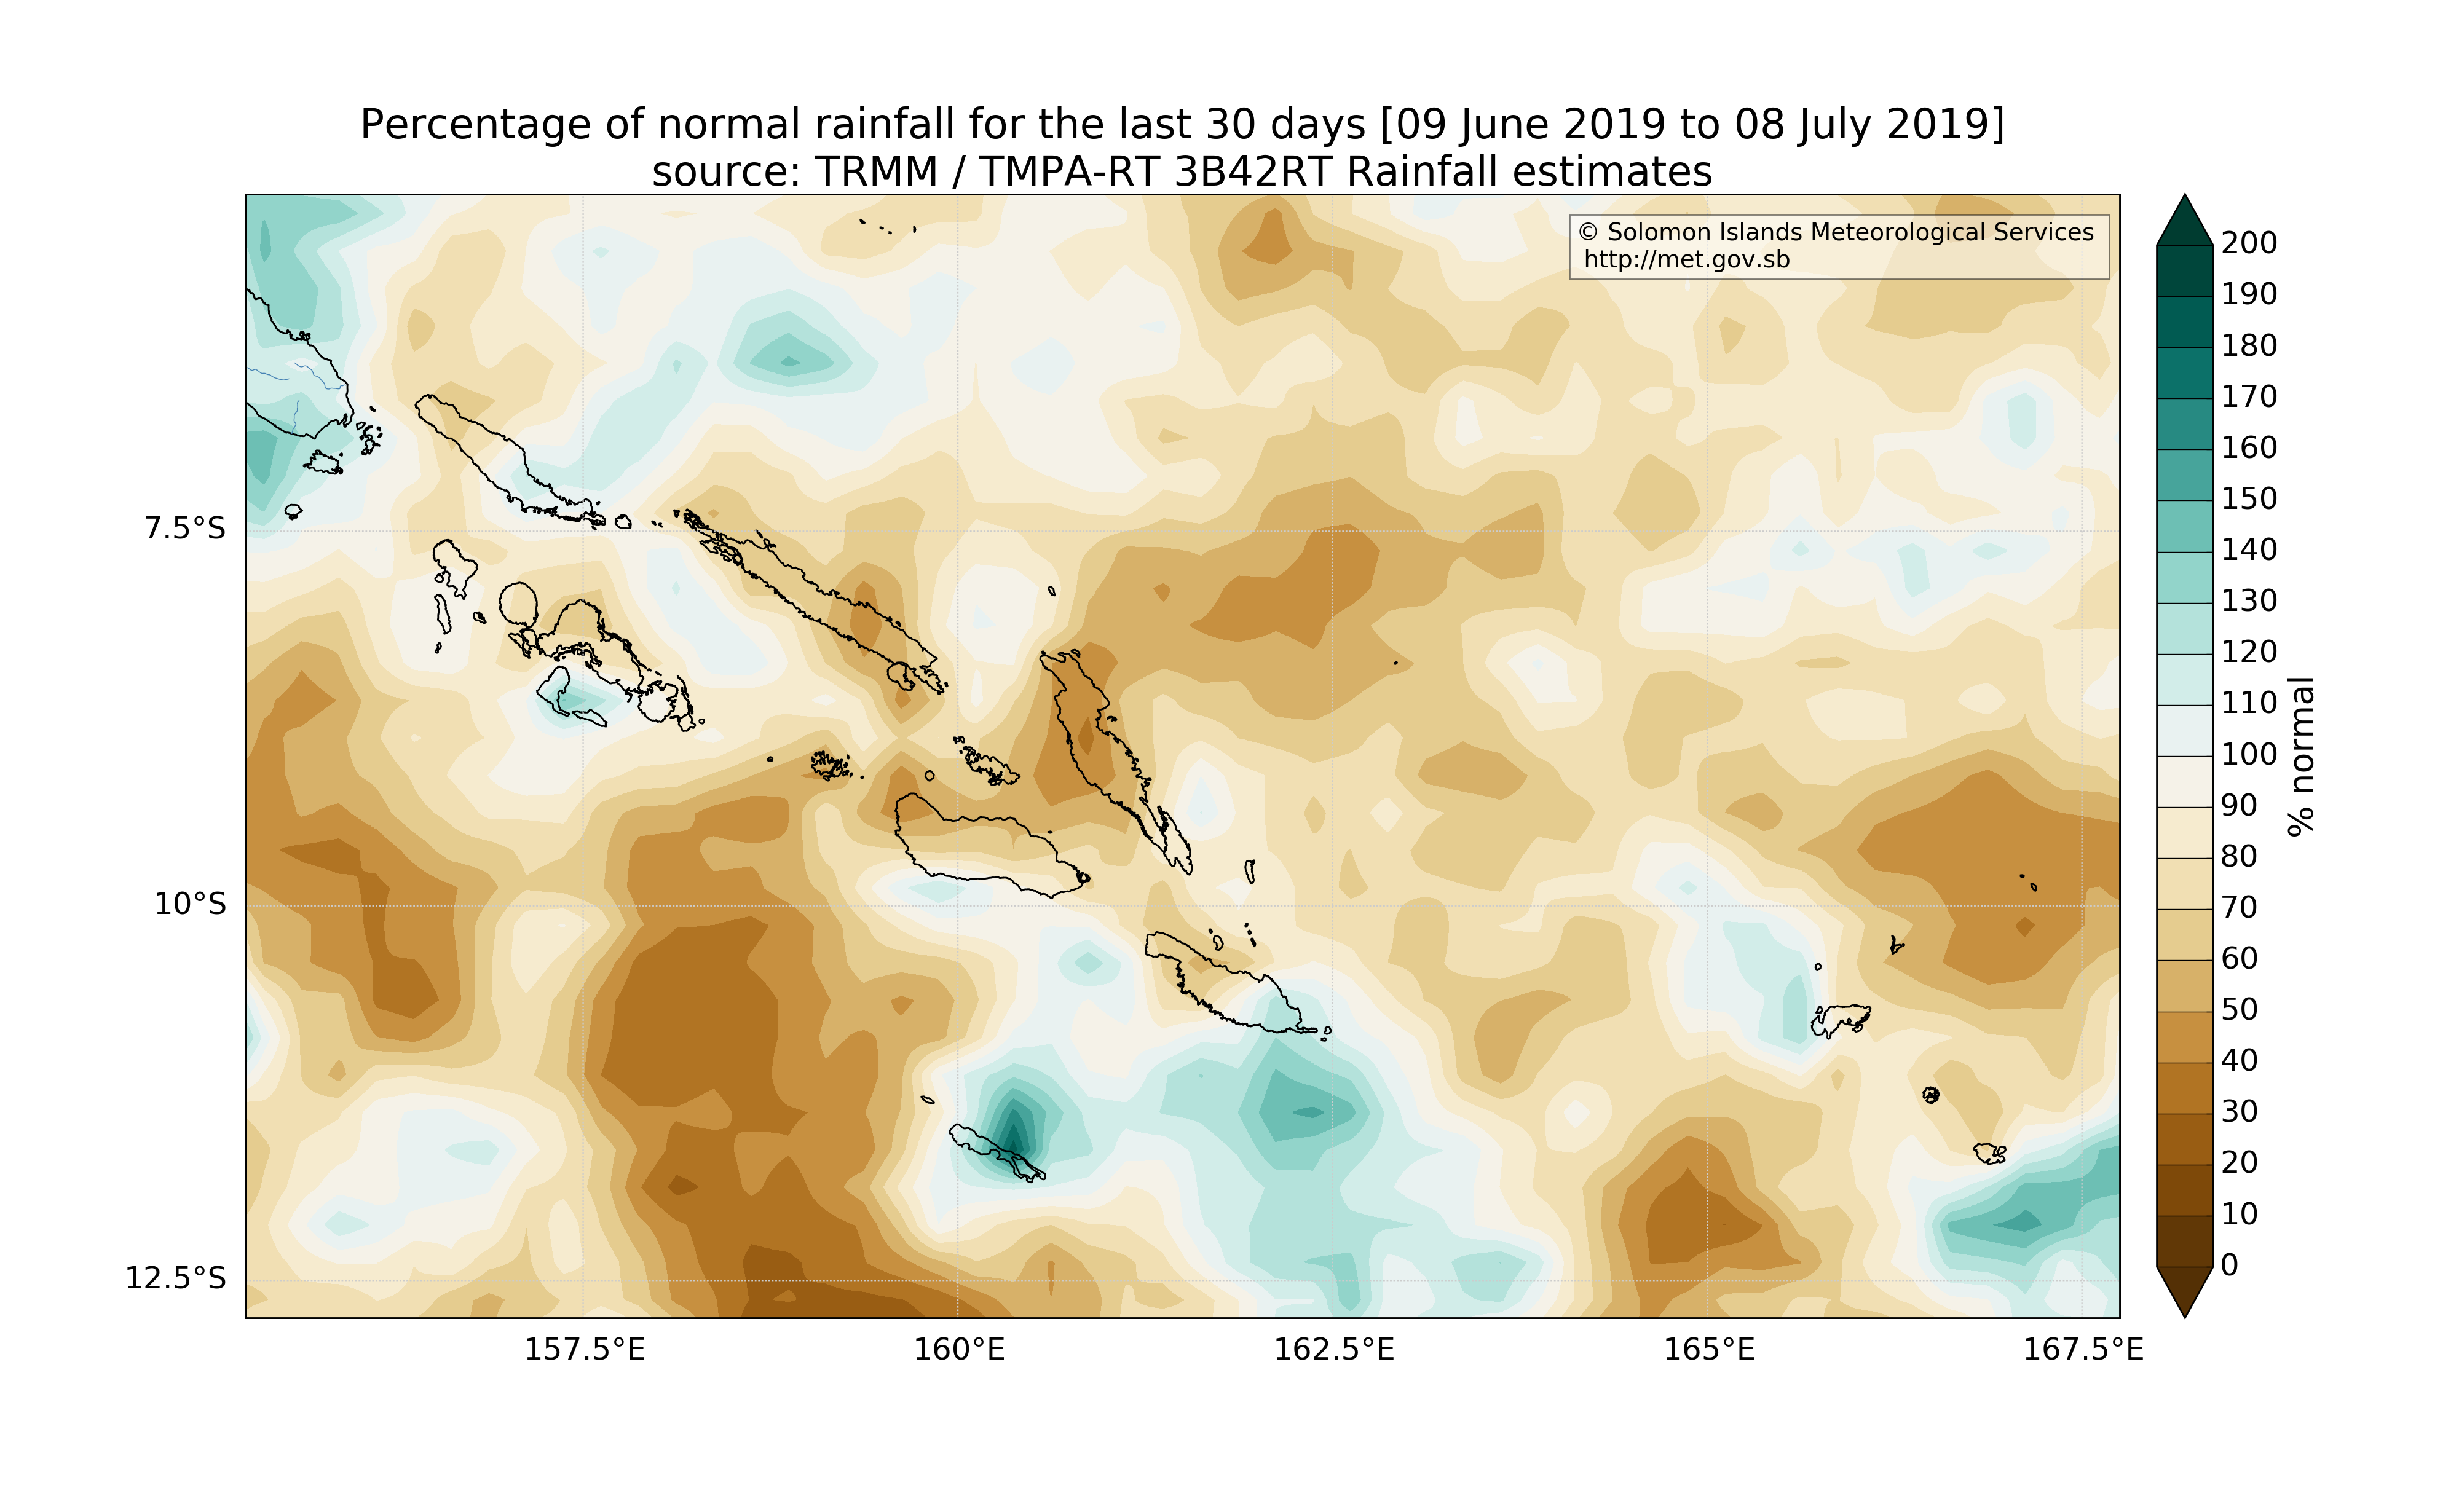 Percentage of normal rainfall for the last 30 days [09 June 2019 to 08 July 2019]
source: TRMM / TMPA-RT 3B42RT Rainfall estimates
© Solomon Islands Meteorological Services
http://met.gov.sb
7.5°S
10°S
12.5°S
157.5°E
160°E
162.5°E
165°E
167.5°E
200
190
180
170
160
150
140
130
120
110
100
90
80
70
60
50
40
30
20
10
0
% normal